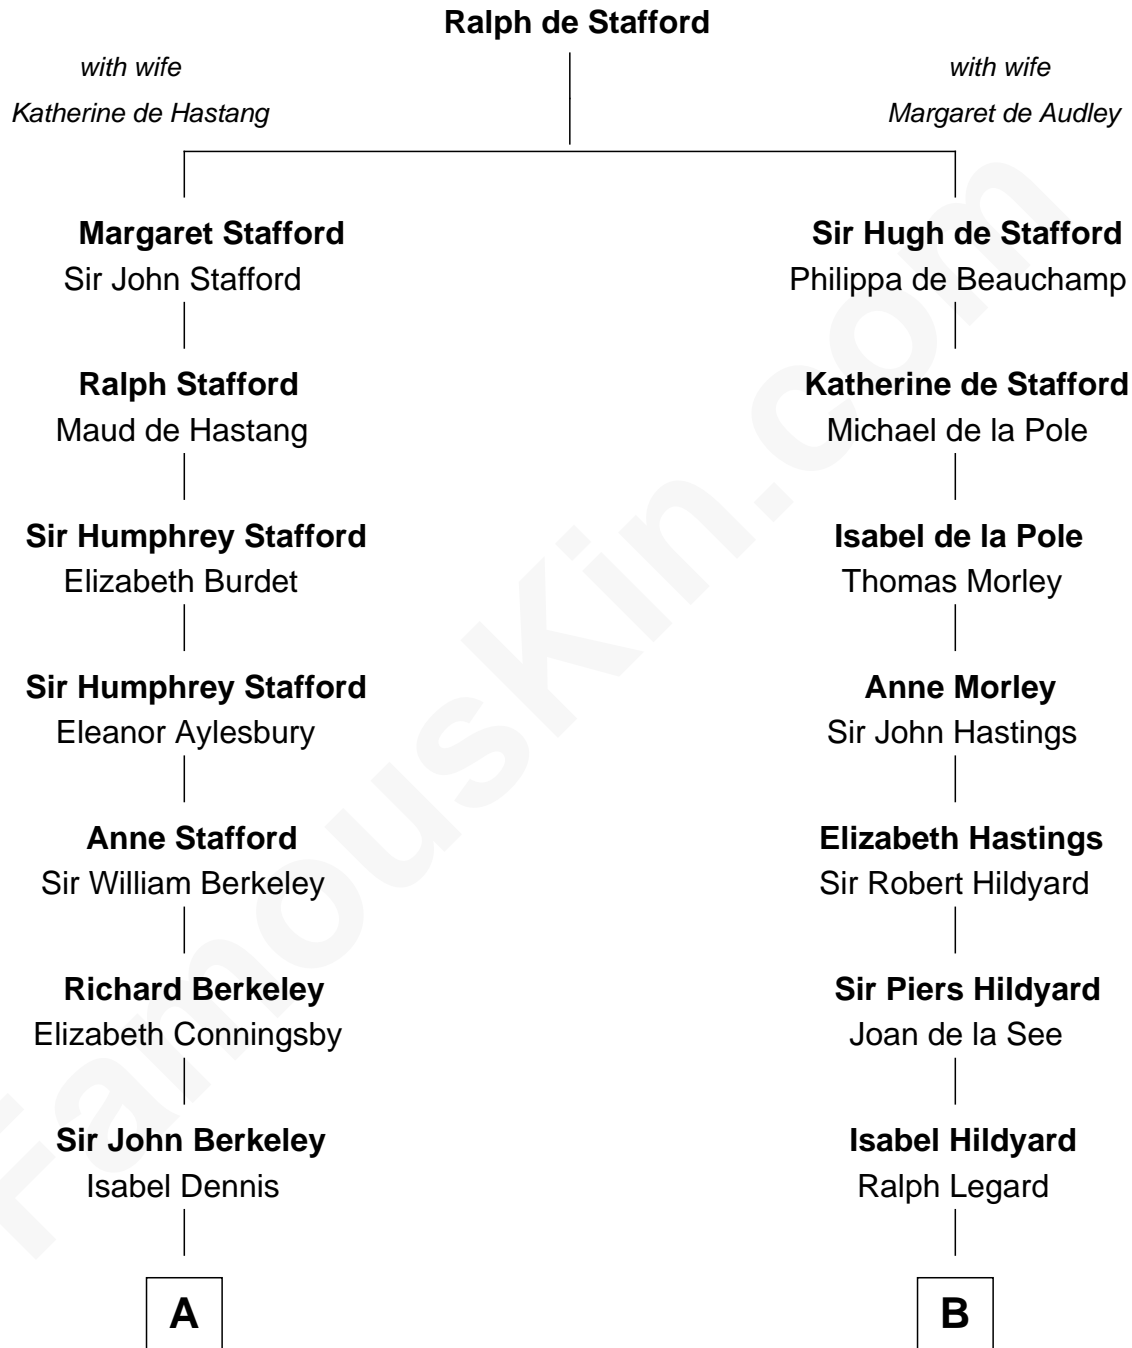 Ralph de Stafford
with wife
Katherine de Hastang
with wife
Margaret de Audley
Margaret Stafford
Sir John Stafford
Sir Hugh de Stafford
Philippa de Beauchamp
Ralph Stafford
Maud de Hastang
Katherine de Stafford
Michael de la Pole
Sir Humphrey Stafford
Elizabeth Burdet
Isabel de la Pole
Thomas Morley
Sir Humphrey Stafford
Eleanor Aylesbury
Anne Morley
Sir John Hastings
Anne Stafford
Sir William Berkeley
Elizabeth Hastings
Sir Robert Hildyard
Richard Berkeley
Elizabeth Conningsby
Sir Piers Hildyard
Joan de la See
Sir John Berkeley
Isabel Dennis
Isabel Hildyard
Ralph Legard
A
B
FamousKin.com